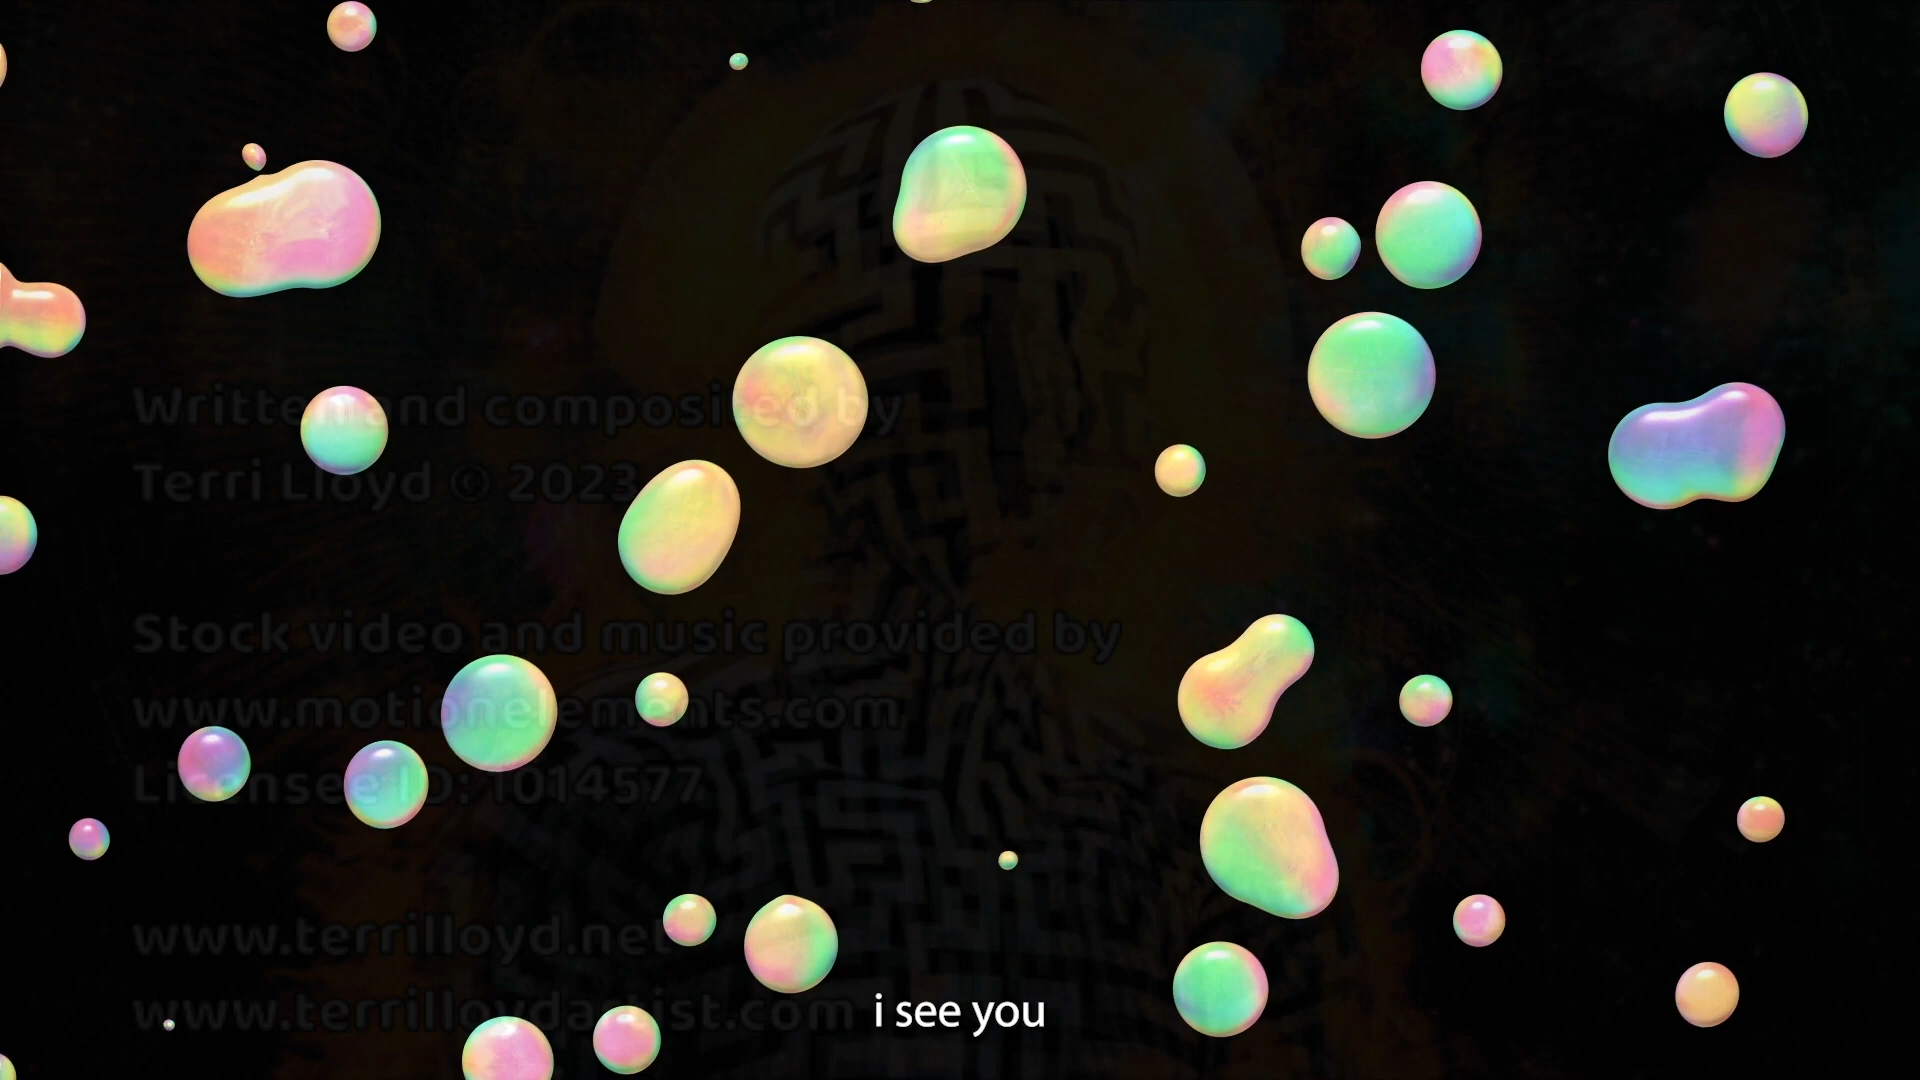 Written and composited by
Terri Lloyd © 2023
Stock video and music provided by
www.motionelements.com
Licensee ID: 1014577
www.terrilloyd.net
www.terrilloydartist.com
i see you